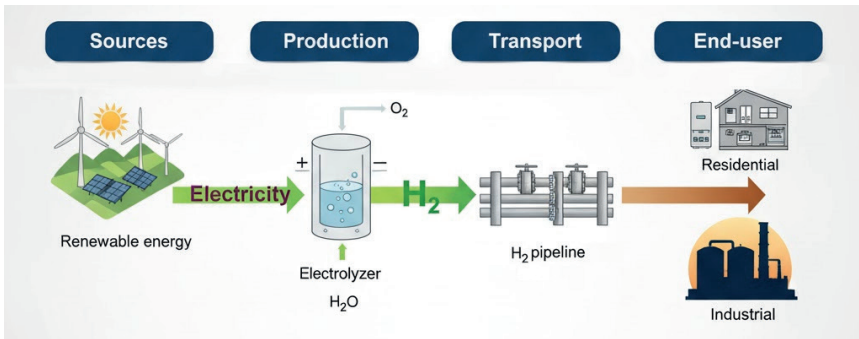 Sources
Production
Transport
End-user
O₂
+
−
Electricity
H₂
Residential
Renewable energy
H₂ pipeline
Electrolyzer
H₂O
Industrial